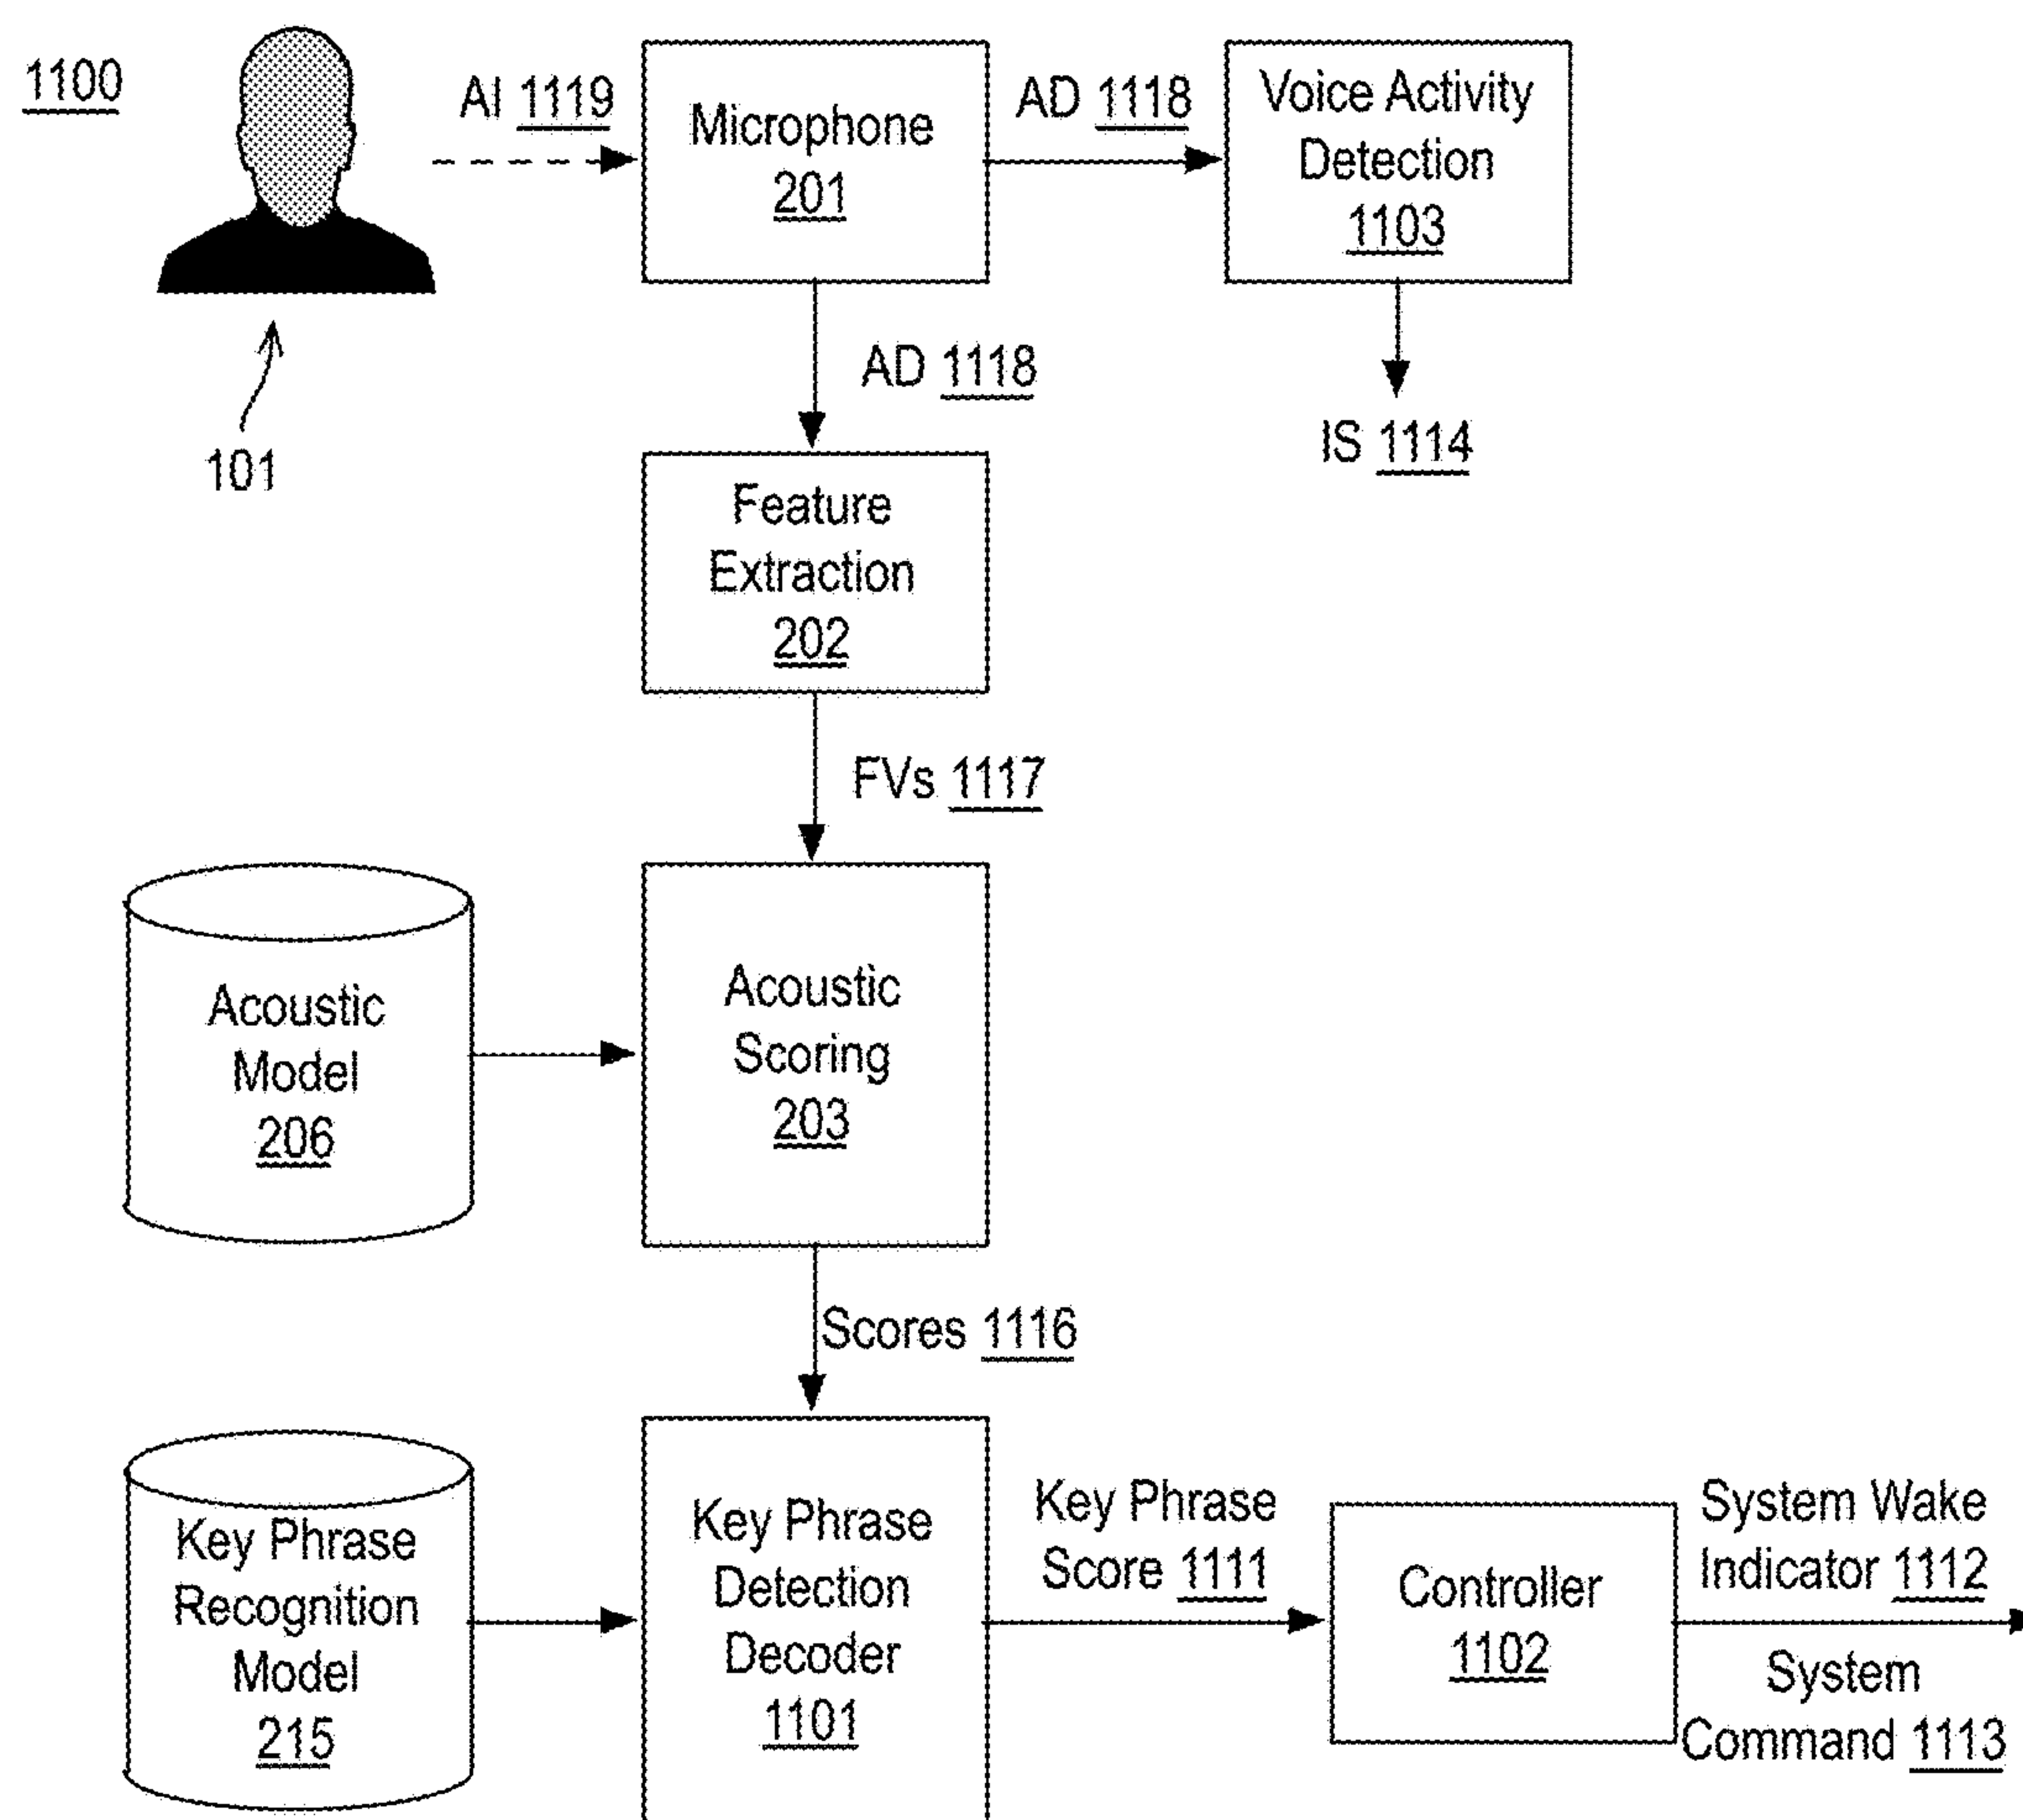 1100
AI 1119
Microphone
201
AD 1118
Voice Activity
Detection
1103
101
AD 1118
IS 1114
Feature
Extraction
202
FVs 1117
Acoustic
Model
206
Acoustic
Scoring
203
Scores 1116
Key Phrase
Recognition
Model
215
Key Phrase
Detection
Decoder
1101
Key Phrase
Score 1111
Controller
1102
System Wake
Indicator 1112
System
Command 1113